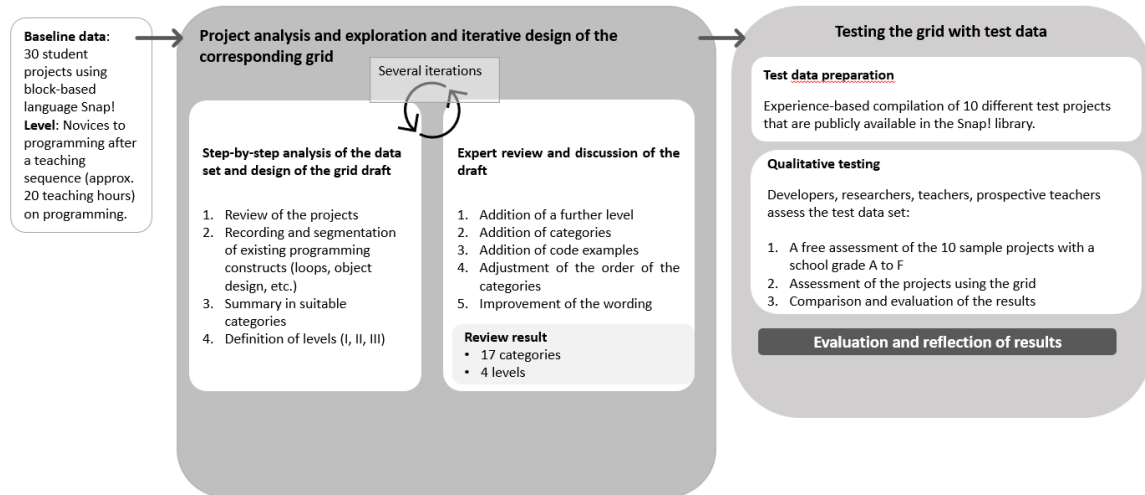 Baseline data:
30 student
projects using
block-based
language Snap!
Level: Novices to
programming after
a teaching
sequence (approx.
20 teaching hours)
on programming.
Project analysis and exploration and iterative design of the
corresponding grid
Several iterations
Step-by-step analysis of the data
set and design of the grid draft
1. Review of the projects
2. Recording and segmentation
of existing programming
constructs (loops, object
design, etc.)
3. Summary in suitable
categories
4. Definition of levels (I, II, III)
Expert review and discussion of the
draft
1. Addition of a further level
2. Addition of categories
3. Addition of code examples
4. Adjustment of the order of the
categories
5. Improvement of the wording
Review result
• 17 categories
• 4 levels
Testing the grid with test data
Test data preparation
Experience-based compilation of 10 different test projects
that are publicly available in the Snap! library.
Qualitative testing
Developers, researchers, teachers, prospective teachers
assess the test data set:
1. A free assessment of the 10 sample projects with a
school grade A to F
2. Assessment of the projects using the grid
3. Comparison and evaluation of the results
Evaluation and reflection of results